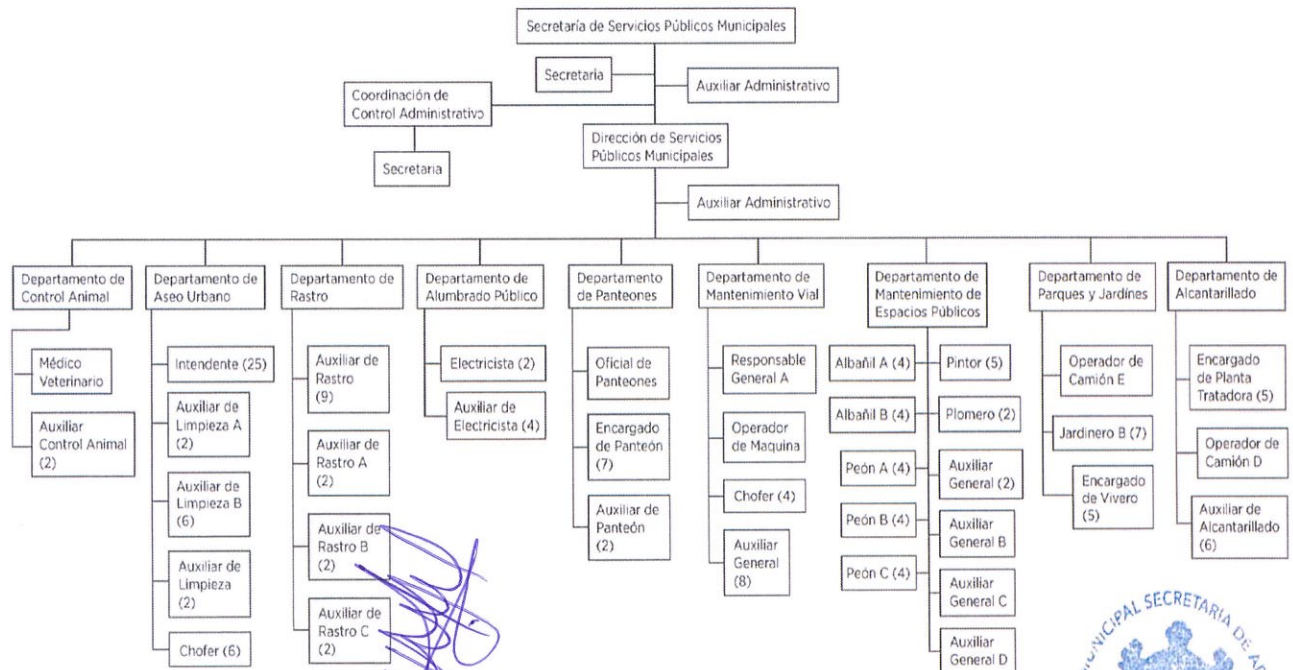 Secretaría de Servicios Públicos Municipales
Secretaria
Auxiliar Administrativo
Coordinación de
Control Administrativo
Dirección de Servicios
Públicos Municipales
Secretaria
Auxiliar Administrativo
Departamento de
Control Animal
Médico
Veterinario
Auxiliar
Control Animal
(2)
Departamento de
Aseo Urbano
Intendente (25)
Auxiliar de
Limpieza A
(2)
Auxiliar de
Limpieza B
(6)
Auxiliar de
Limpieza
(2)
Chofer (6)
Departamento de
Rastro
Auxiliar de
Rastro
(9)
Auxiliar de
Rastro A
(2)
Auxiliar de
Rastro B
(2)
Auxiliar de
Rastro C
(2)
Departamento de
Alumbrado Público
Electricista (2)
Auxiliar de
Electricista (4)
Departamento
de Panteones
Oficial de
Panteones
Encargado
de Panteón
(7)
Auxiliar de
Panteón
(2)
Departamento de
Mantenimiento Vial
Responsable
General A
Operador
de Maquina
Chofer (4)
Auxiliar
General
(8)
Departamento de
Mantenimiento de
Espacios Públicos
Albañil A (4)
Pintor (5)
Albañil B (4)
Plomero (2)
Peón A (4)
Auxiliar
General (2)
Peón B (4)
Auxiliar
General B
Peón C (4)
Auxiliar
General C
Auxiliar
General D
Departamento de
Parques y Jardínes
Operador de
Camión E
Jardinero B (7)
Encargado
de Vivero
(5)
Departamento de
Alcantarillado
Encargado
de Planta
Tratadora (5)
Operador de
Camión D
Auxiliar de
Alcantarillado
(6)
SECRETARIA DE